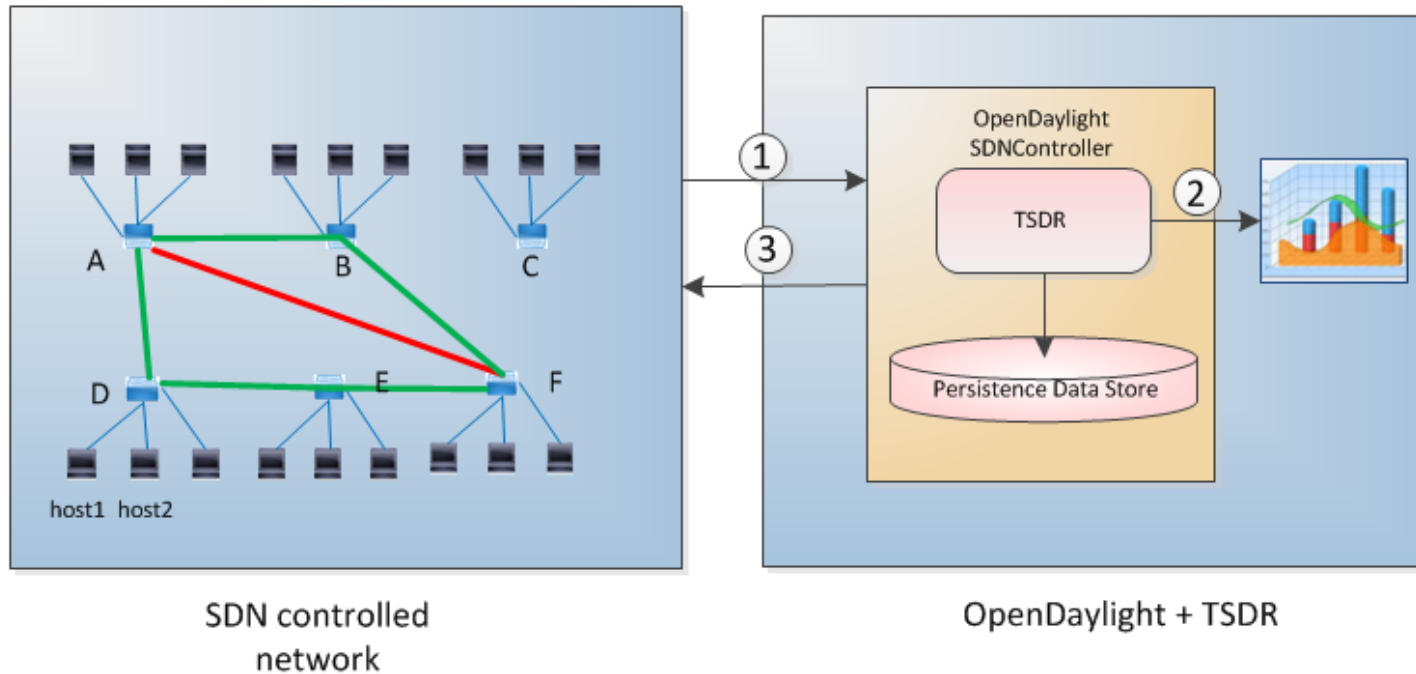 OpenDaylight
SDNController
1
TSDR
2
3
A
B
C
D
E
F
Persistence Data Store
host1 host2
SDN controlled
network
OpenDaylight + TSDR